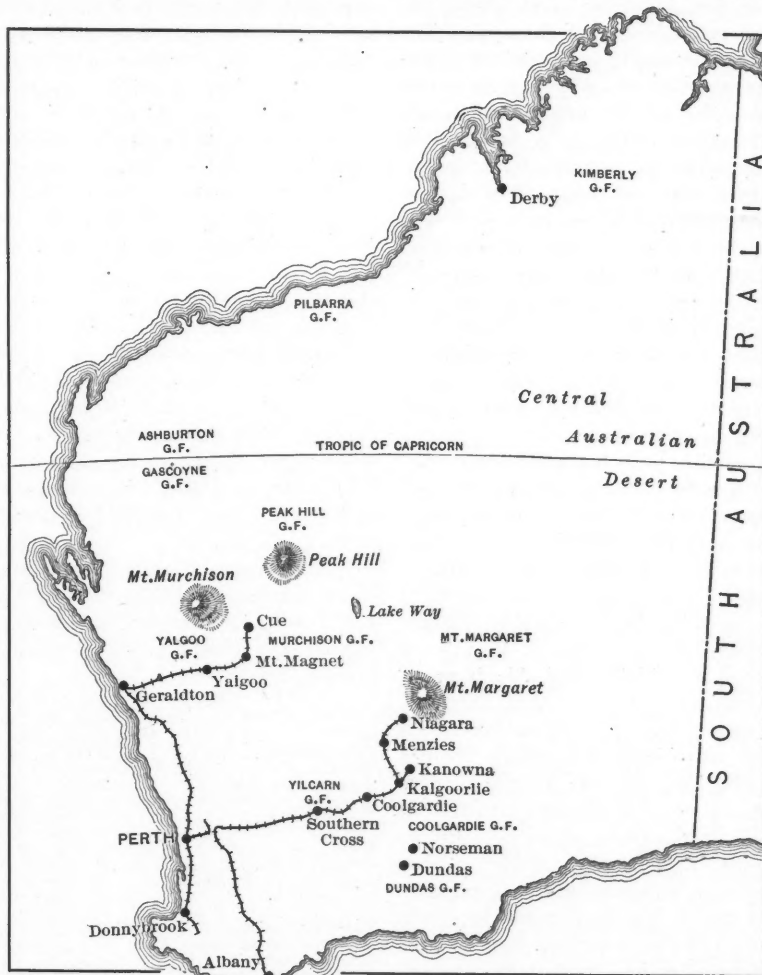 KIMBERLY
G.F.
Derby
PILBARRA
G.F.
Central
Australian
Desert
SOUTH AUSTRALIA
ASHBURTON
G.F.
TROPIC OF CAPRICORN
GASCOYNE
G.F.
PEAK HILL
G.F.
Peak Hill
Mt.Murchison
Lake Way
Cue
YALGOO
G.F.
MURCHISON G.F.
MT.MARGARET
G.F.
Mt.Magnet
Yalgoo
Geraldton
Mt.Margaret
Niagara
Menzies
Kanowna
Kalgoorlie
YILCARN
G.F.
Coolgardie
Southern
Cross
COOLGARDIE G.F.
PERTH
Norseman
Dundas
DUNDAS G.F.
Donnybrook
Albany